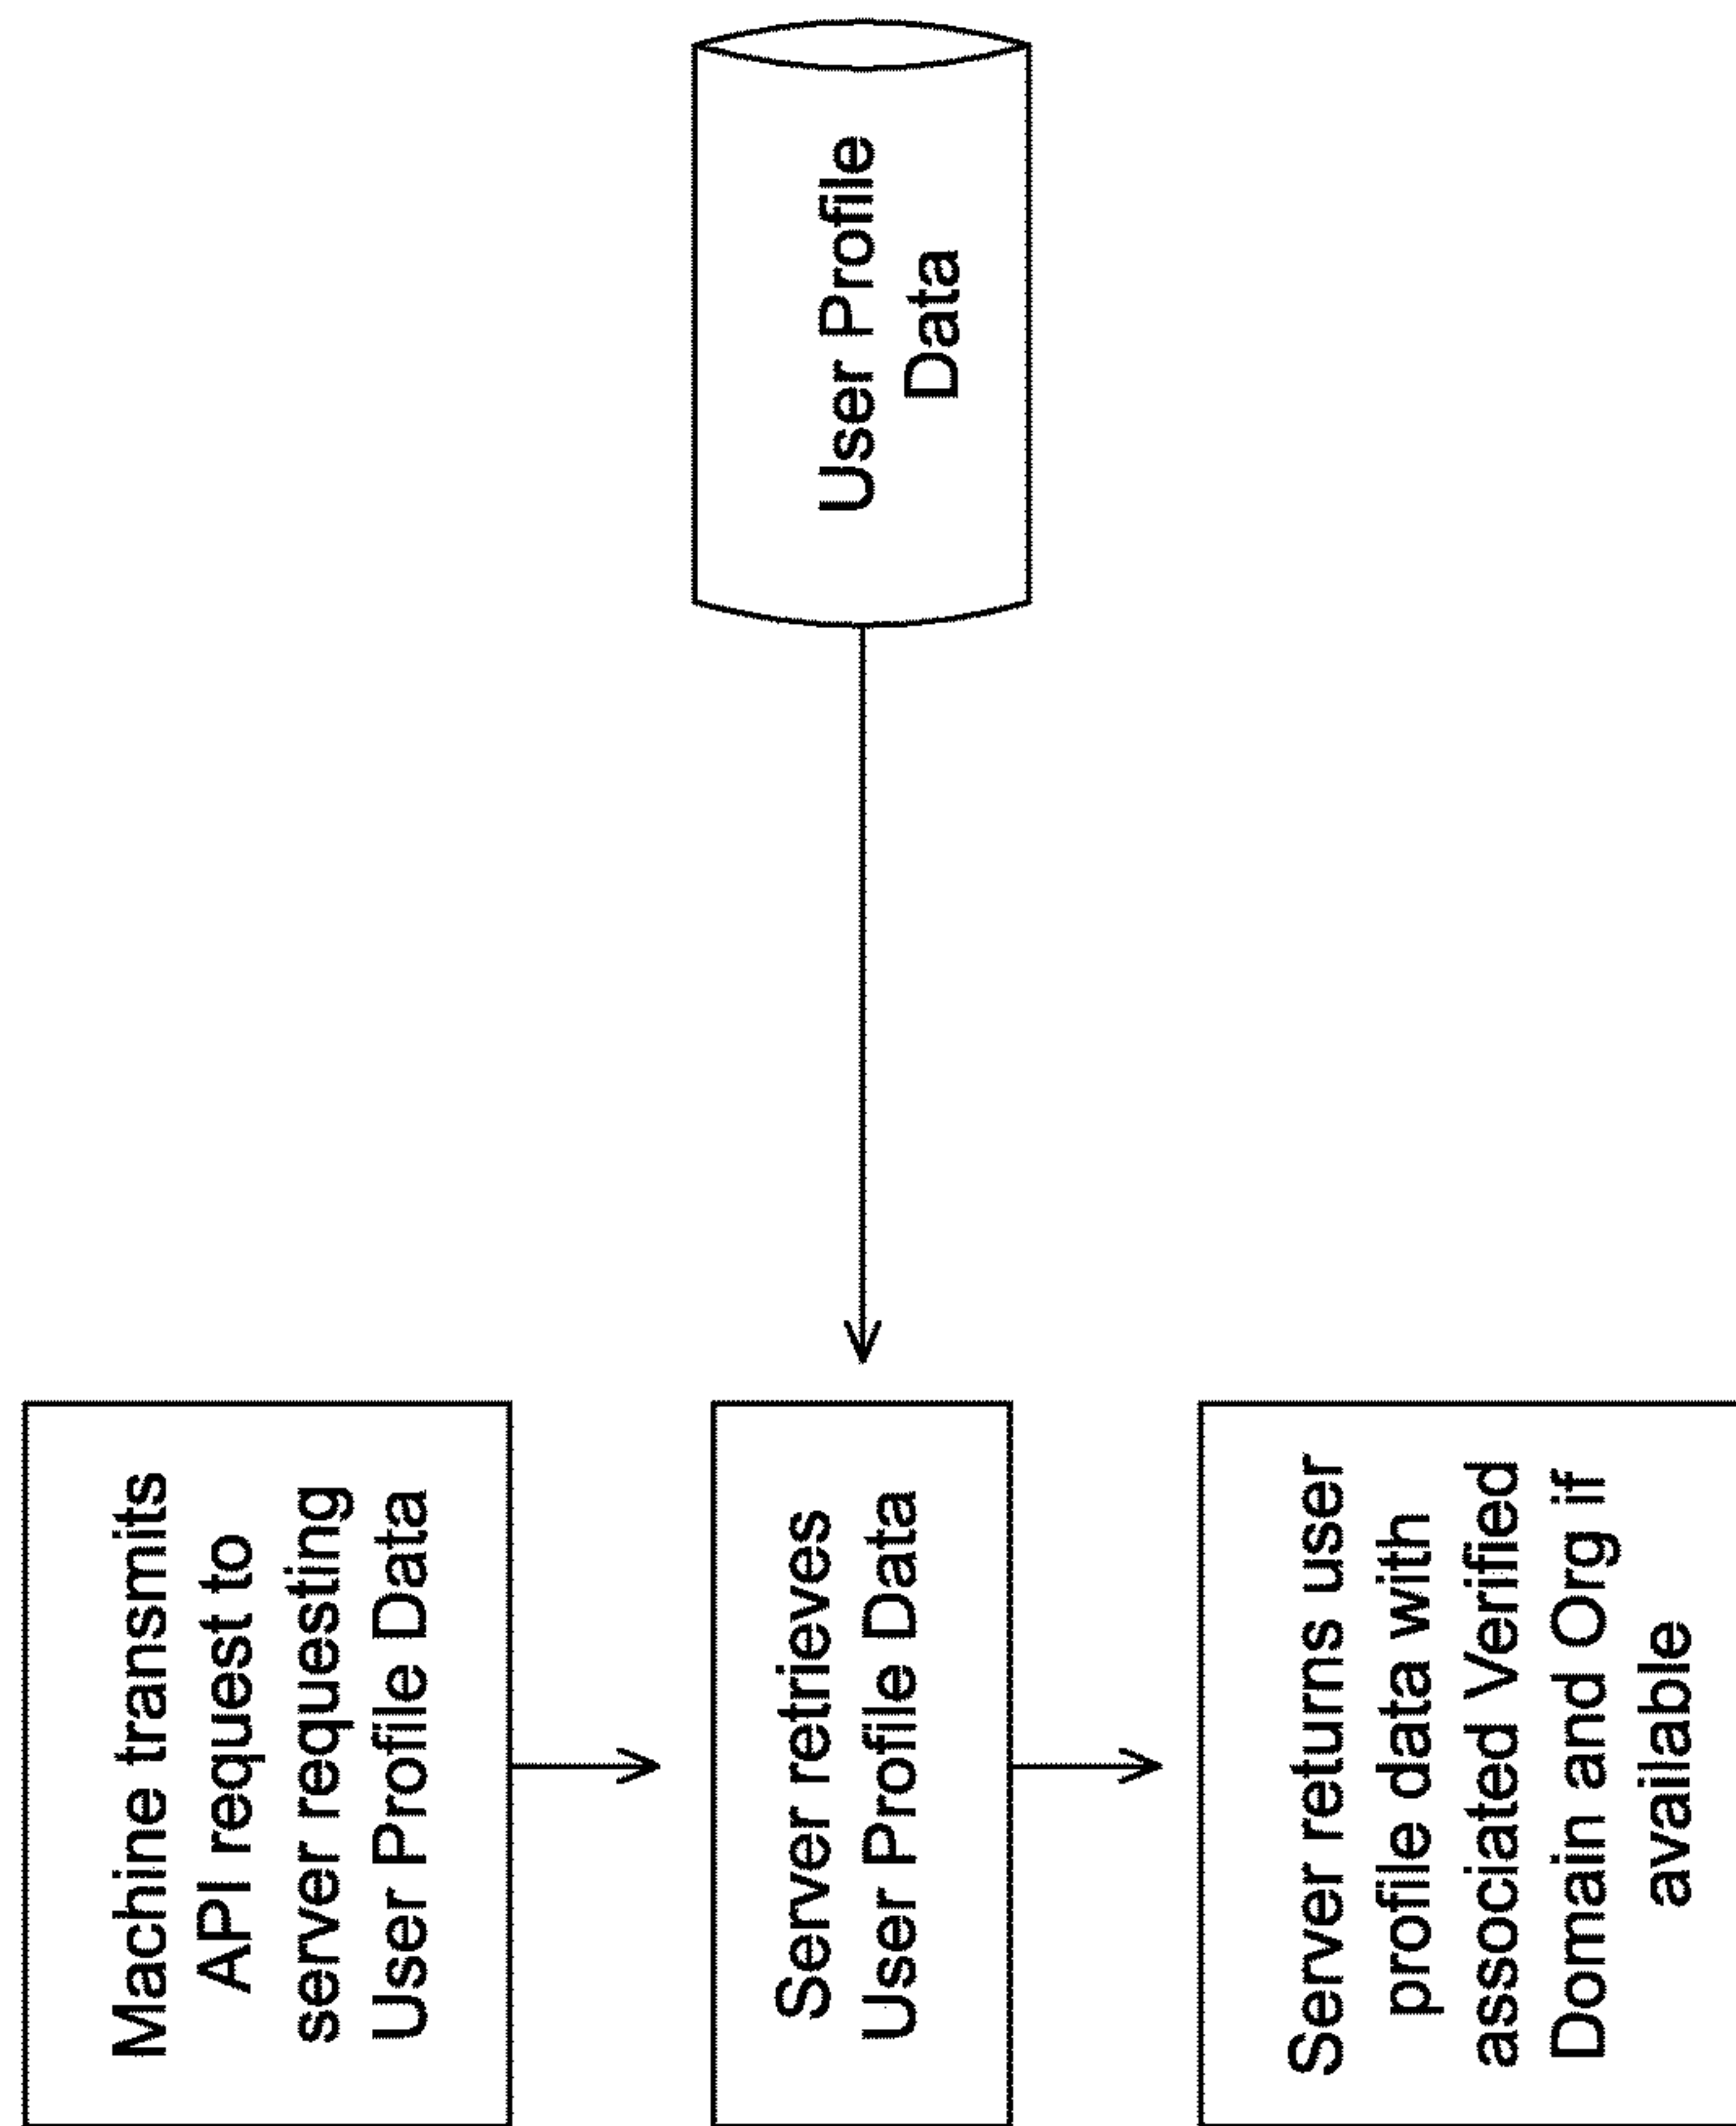 Machine transmits
API request to
server requesting
User Profile Data
Server retrieves
User Profile Data
User Profile
Data
Server returns user
profile data with
associated Verified
Domain and Org if
available